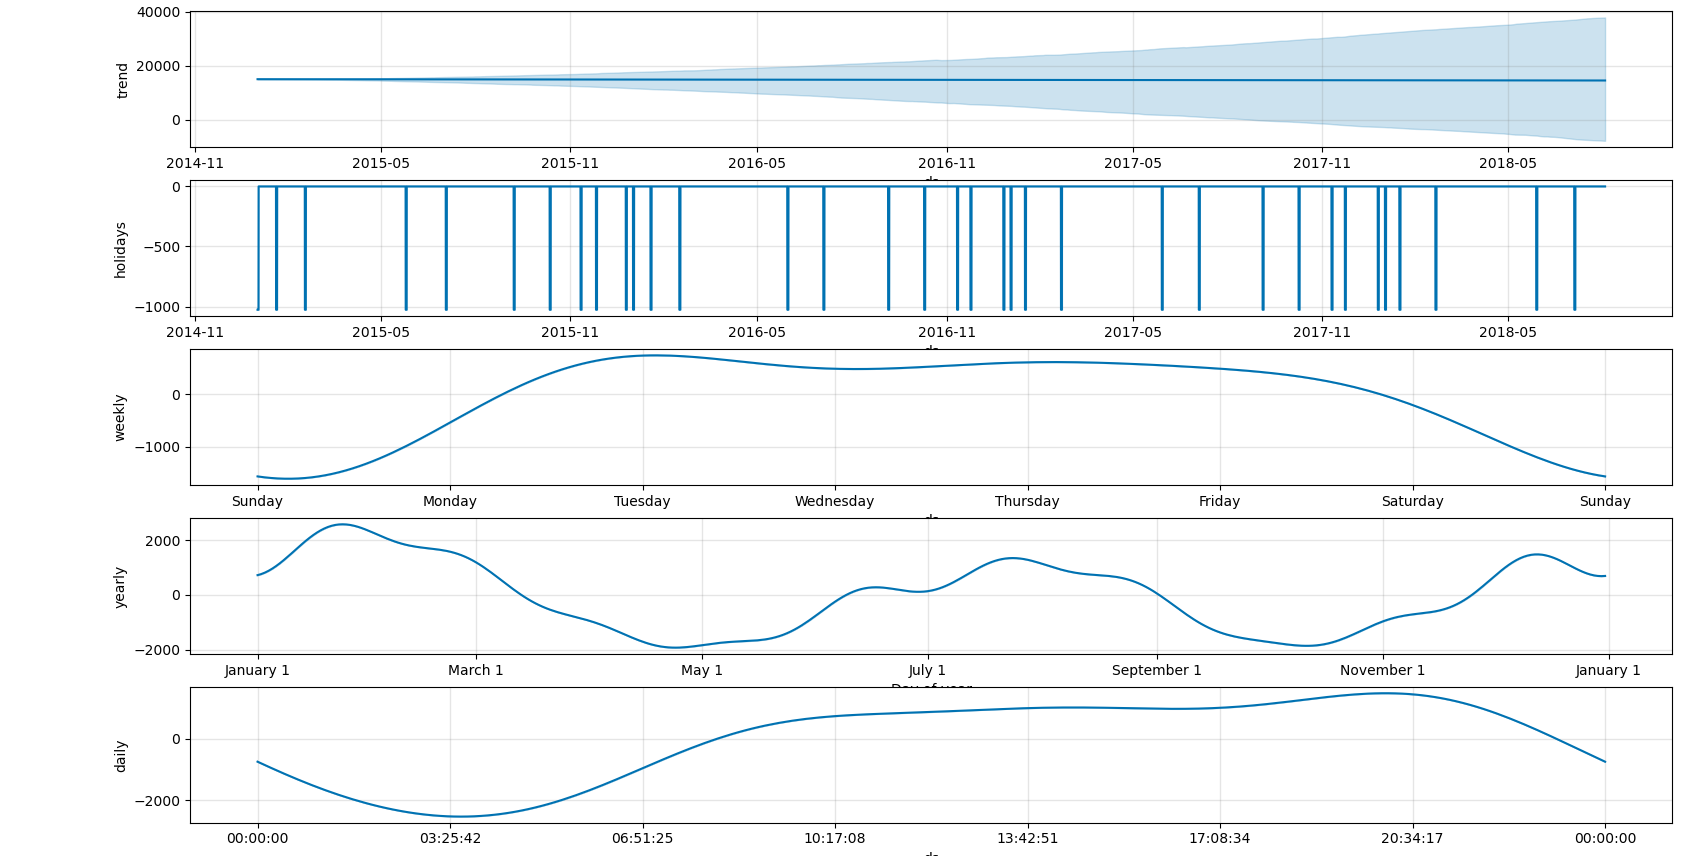 40000
20000
0
trend
2014-11 2015-05 2015-11 2016-05 2016-11 2017-05 2017-11 2018-05
0
−500
−1000
holidays
2014-11 2015-05 2015-11 2016-05 2016-11 2017-05 2017-11 2018-05
0
−1000
weekly
Sunday Monday Tuesday Wednesday Thursday Friday Saturday Sunday
2000
0
−2000
yearly
January 1 March 1 May 1 July 1 September 1 November 1 January 1
Day of year
0
−2000
daily
00:00:00 03:25:42 06:51:25 10:17:08 13:42:51 17:08:34 20:34:17 00:00:00